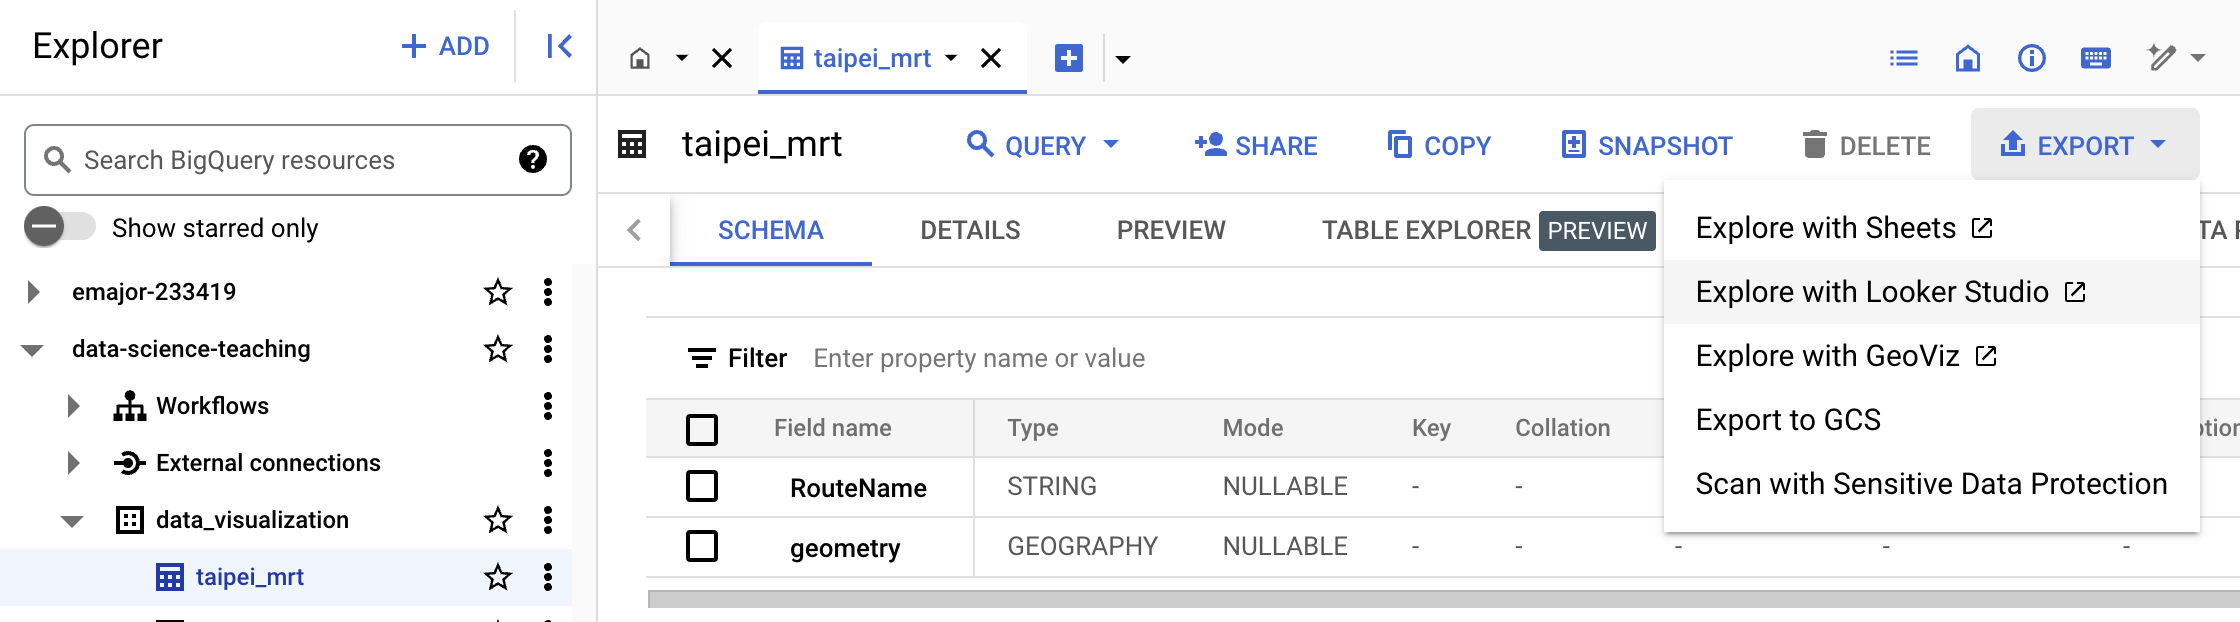 Explorer
ADD
Search BigQuery resources
Show starred only
emajor-233419
data-science-teaching
Workflows
External connections
data_visualization
taipei_mrt
taipei_mrt
taipei_mrt
QUERY
SHARE
COPY
SNAPSHOT
DELETE
EXPORT
SCHEMA
DETAILS
PREVIEW
TABLE EXPLORER PREVIEW
Explore with Sheets
Explore with Looker Studio
Explore with GeoViz
Export to GCS
Scan with Sensitive Data Protection
Filter Enter property name or value
Field name Type Mode Key Collation
RouteName STRING NULLABLE - -
geometry GEOGRAPHY NULLABLE - - - - -